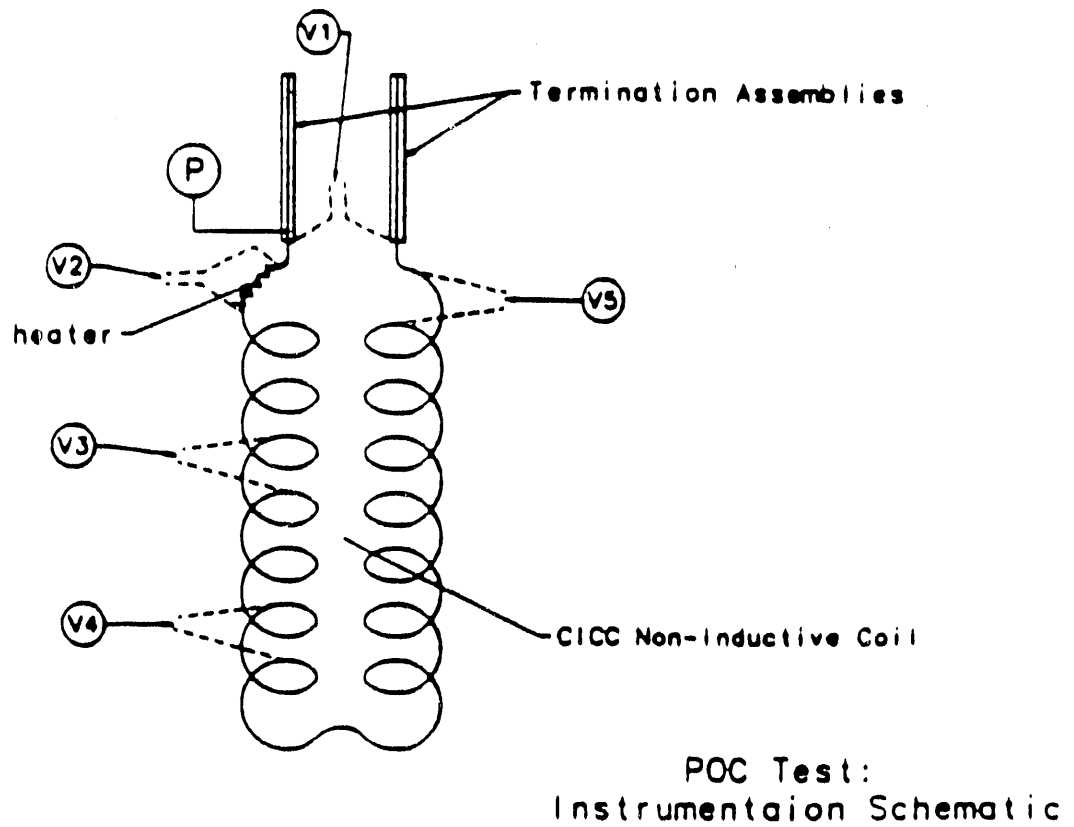 V1
Termination Assemblies
P
V2
V5
heater
V3
V4
CICC Non-Inductive Coil
POC Test:
Instrumentaion Schematic